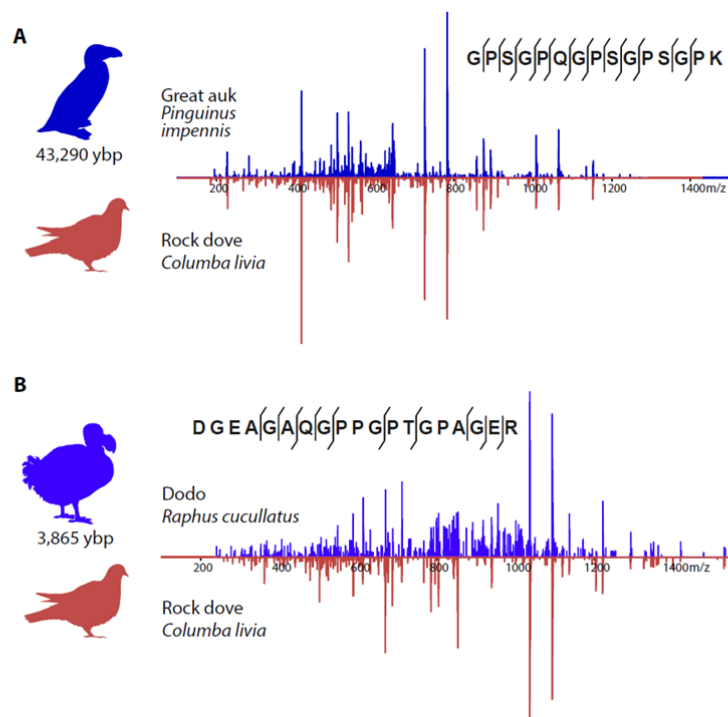 A
GPSGPQGPSGPSGPK
Great auk
Pinguinus
impennis
43,290 ybp
200 400 600 800 1000 1200 1400m/z
Rock dove
Columba livia
B
DGEAGAQGPPGPTGPAGER
Dodo
Raphus cucullatus
3,865 ybp
200 400 600 800 1000 1200 1400m/z
Rock dove
Columba livia